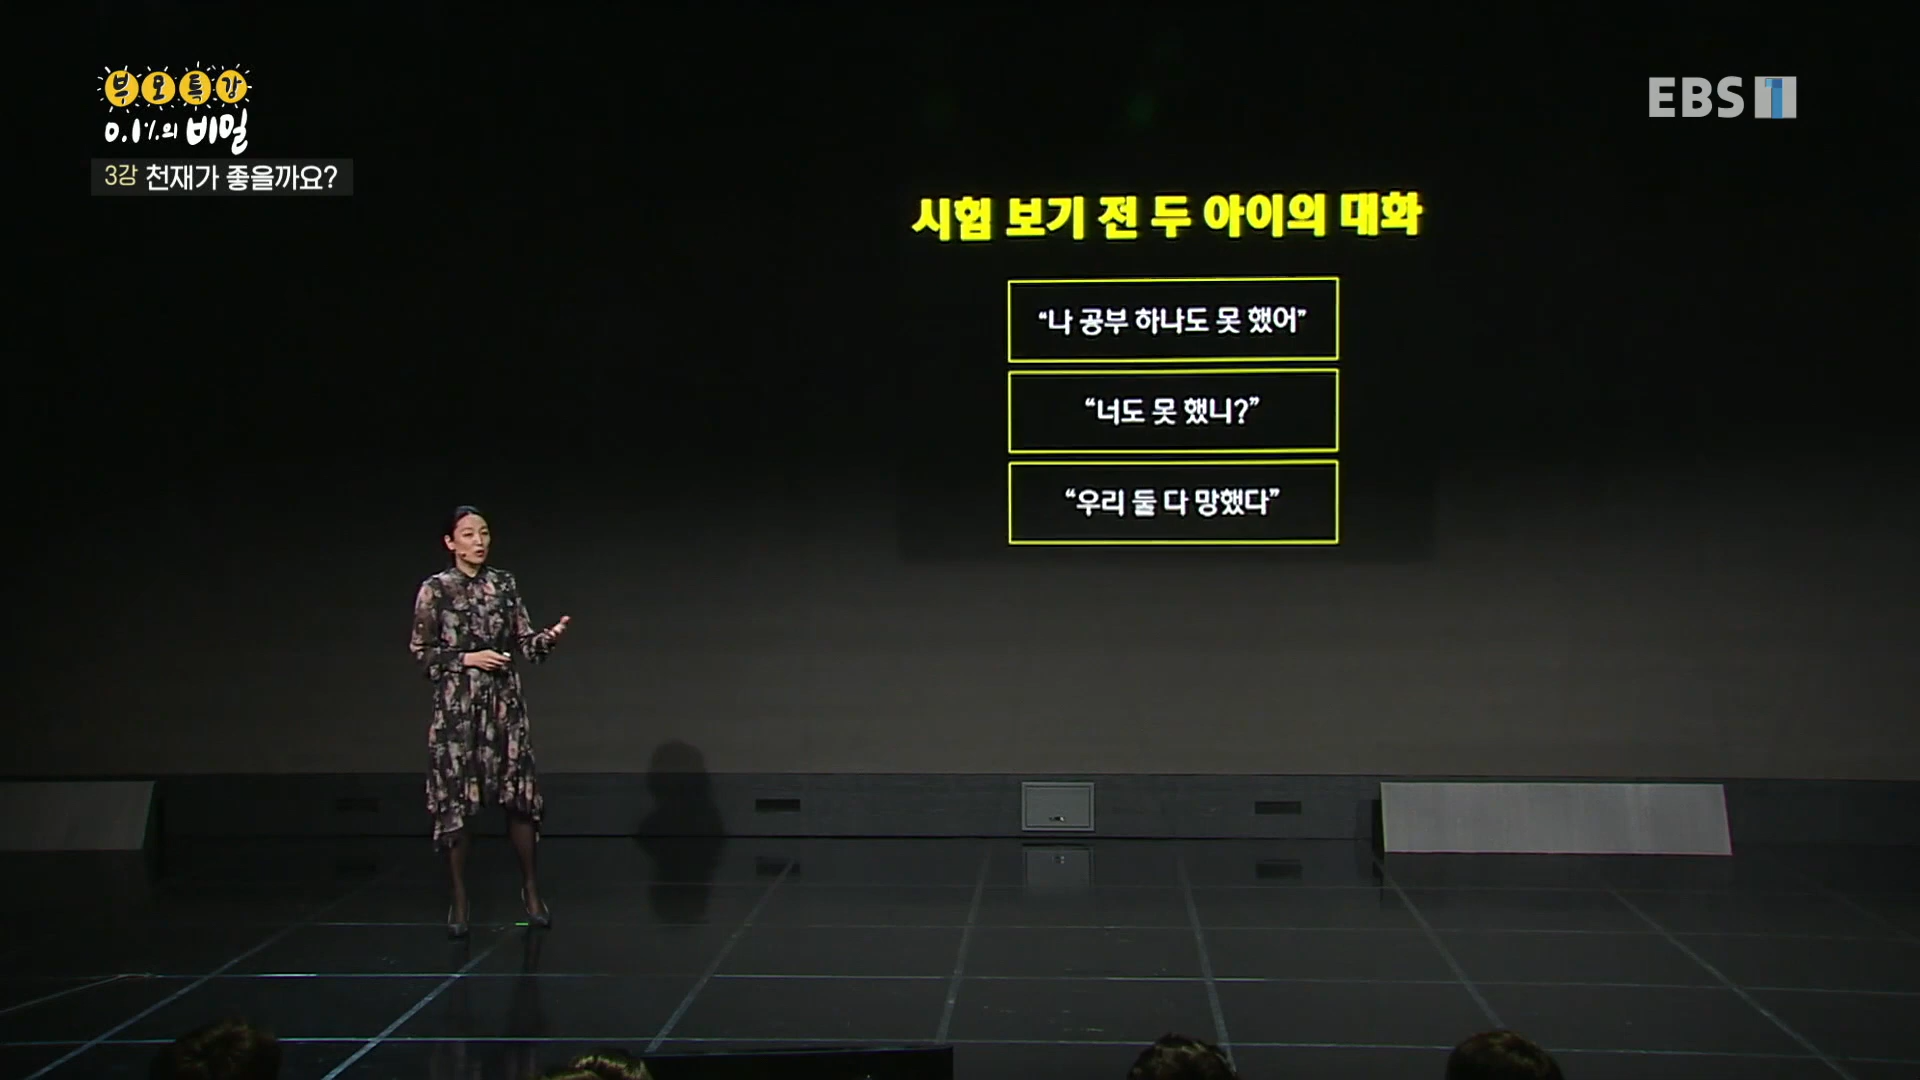 부모특강
0.1%의 비밀
3강 천재가 좋을까요?
EBS 1
시험 보기 전 두 아이의 대화
“나 공부 하나도 못 했어”
“너도 못 했니?”
“우리 둘 다 망했다”